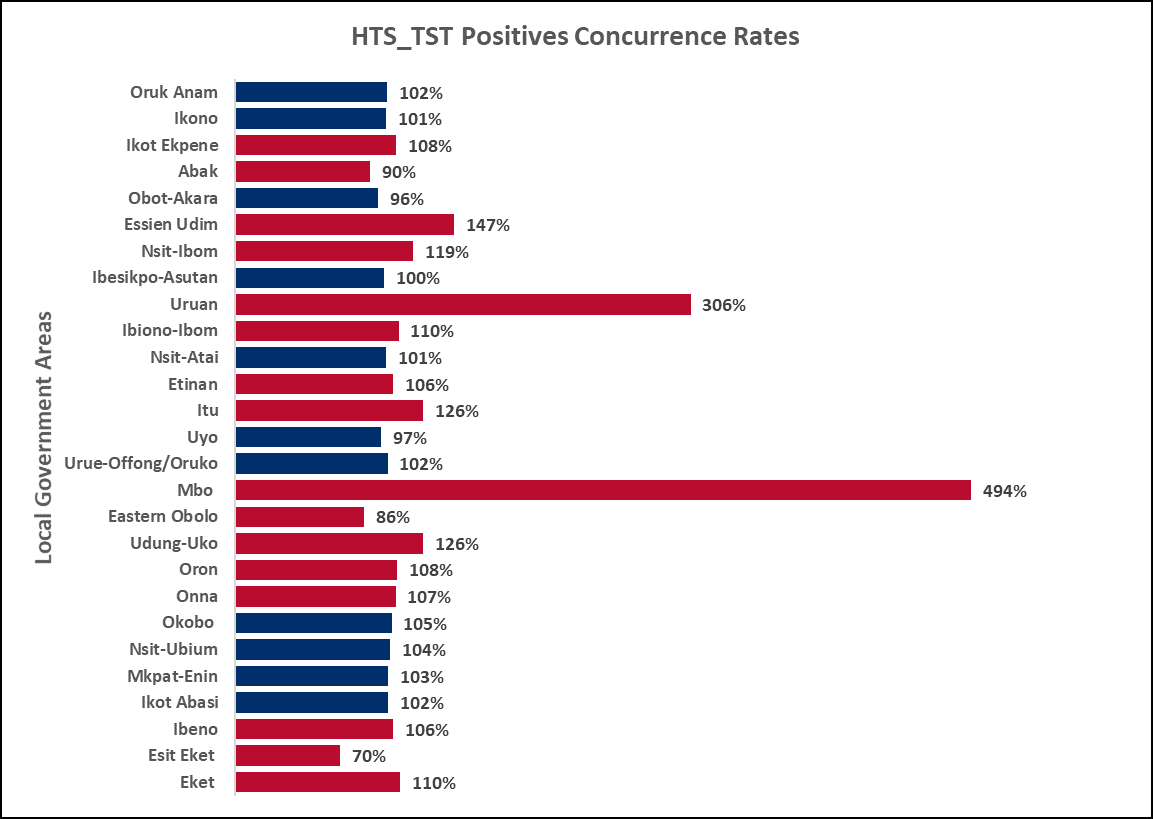 HTS_TST Positives Concurrence Rates
Local Government Areas
Oruk Anam 102%
Ikono 101%
Ikot Ekpene 108%
Abak 90%
Obot-Akara 96%
Essien Udim 147%
Nsit-Ibom 119%
Ibesikpo-Asutan 100%
Uruan 306%
Ibiono-Ibom 110%
Nsit-Atai 101%
Etinan 106%
Itu 126%
Uyo 97%
Urue-Offong/Oruko 102%
Mbo 494%
Eastern Obolo 86%
Udung-Uko 126%
Oron 108%
Onna 107%
Okobo 105%
Nsit-Ubium 104%
Mkpat-Enin 103%
Ikot Abasi 102%
Ibeno 106%
Esit Eket 70%
Eket 110%